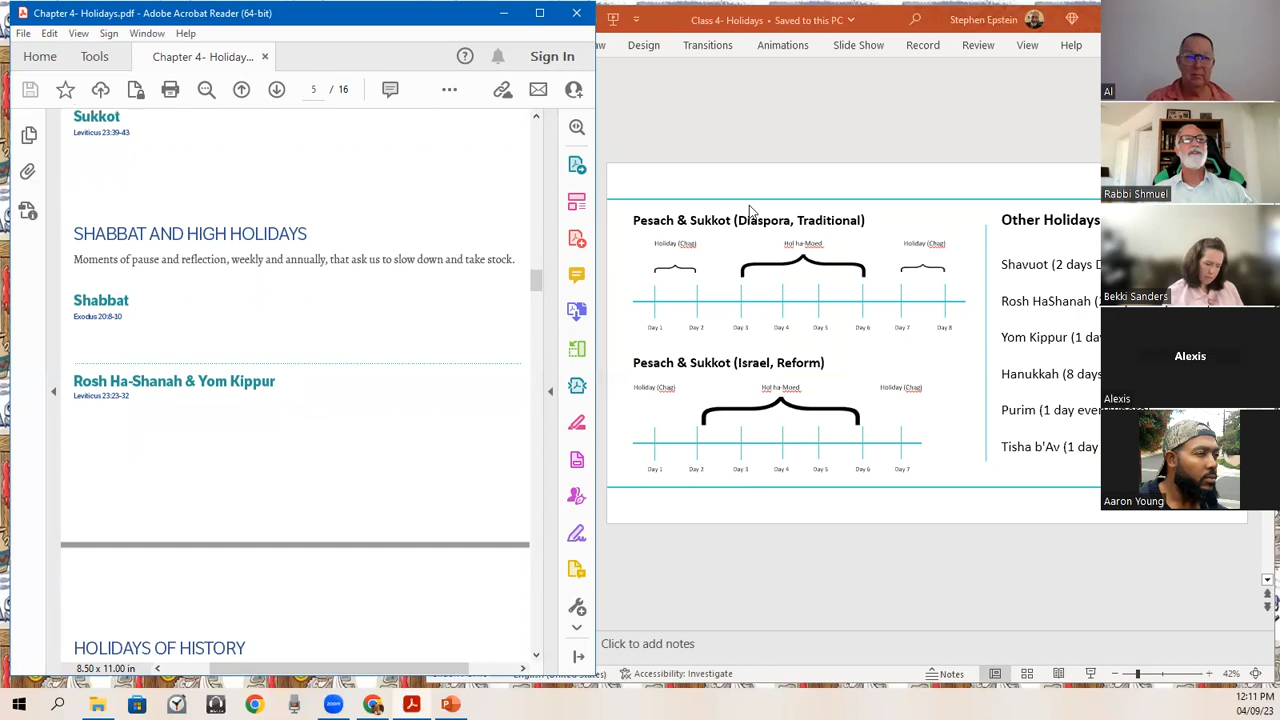 Chapter 4- Holidays.pdf - Adobe Acrobat Reader (64-bit)
File Edit View Sign Window Help
Home Tools Chapter 4- Holiday... × Sign In
5 / 16
Sukkot
Leviticus 23:39-43
SHABBAT AND HIGH HOLIDAYS
Moments of pause and reflection, weekly and annually, that ask us to slow down and take stock.
Shabbat
Exodus 20:8-10
Rosh Ha-Shanah & Yom Kippur
Leviticus 23:23-32
HOLIDAYS OF HISTORY
8.50 x 11.00 in
Class 4- Holidays • Saved to this PC
Stephen Epstein
aw Design Transitions Animations Slide Show Record Review View Help
Pesach & Sukkot (Diaspora, Traditional)
Holiday (Chag) Hol ha-Moed Holiday (Chag)
Day 1 Day 2 Day 3 Day 4 Day 5 Day 6 Day 7 Day 8
Pesach & Sukkot (Israel, Reform)
Holiday (Chag) Hol ha-Moed Holiday (Chag)
Day 1 Day 2 Day 3 Day 4 Day 5 Day 6 Day 7
Other Holidays
Shavuot (2 days D
Rosh HaShanah (
Yom Kippur (1 da
Hanukkah (8 days
Purim (1 day
Tisha b'Av (1 day
Click to add notes
Accessibility: Investigate
Notes
42%
Al
Rabbi Shmuel
Bekki Sanders
Alexis
Alexis
Aaron Young
12:11 PM
04/09/23